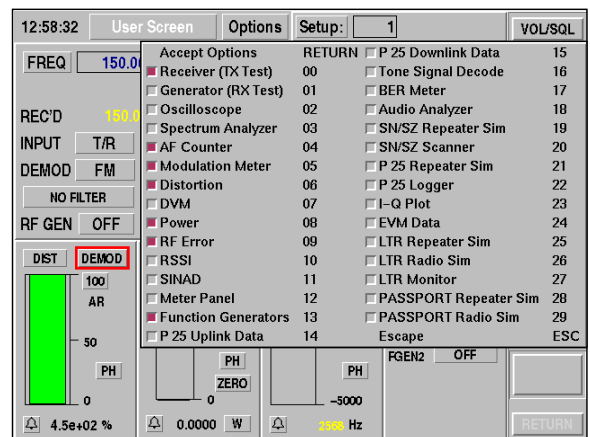 12:58:32 User Screen Options Setup: 1 VOL/SQL
FREQ 150.0
REC'D 150.0
INPUT T/R
DEMOD FM
NO FILTER
RF GEN OFF
Accept Options RETURN
Receiver (TX Test) 00
Generator (RX Test) 01
Oscilloscope 02
Spectrum Analyzer 03
AF Counter 04
Modulation Meter 05
Distortion 06
DVM 07
Power 08
RF Error 09
RSSI 10
SINAD 11
Meter Panel 12
Function Generators 13
P 25 Uplink Data 14
P 25 Downlink Data 15
Tone Signal Decode 16
BER Meter 17
Audio Analyzer 18
SN/SZ Repeater Sim 19
SN/SZ Scanner 20
P 25 Repeater Sim 21
P 25 Logger 22
I-Q Plot 23
EVM Data 24
LTR Repeater Sim 25
LTR Radio Sim 26
LTR Monitor 27
PASSPORT Repeater Sim 28
PASSPORT Radio Sim 29
Escape ESC
DIST DEMOD
100
AR
50
PH
0
4.5e+02 %
PH
ZERO
0
0.0000 W
PH
-5000
2568 Hz
FGEN2 OFF
RETURN